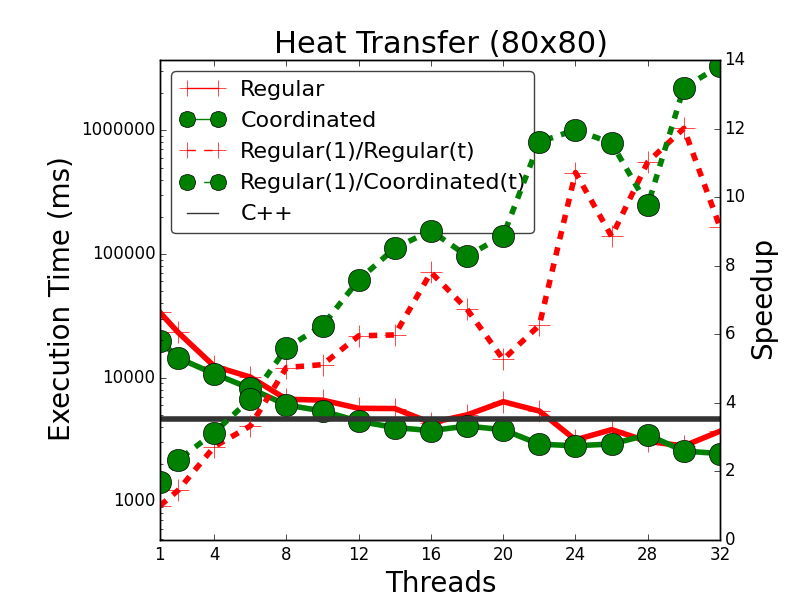 Heat Transfer (80x80)
Regular
Coordinated
Regular(1)/Regular(t)
Regular(1)/Coordinated(t)
C++
Execution Time (ms)
1000000
100000
10000
1000
14
12
10
8
6
4
2
0
Speedup
1 4 8 12 16 20 24 28 32
Threads